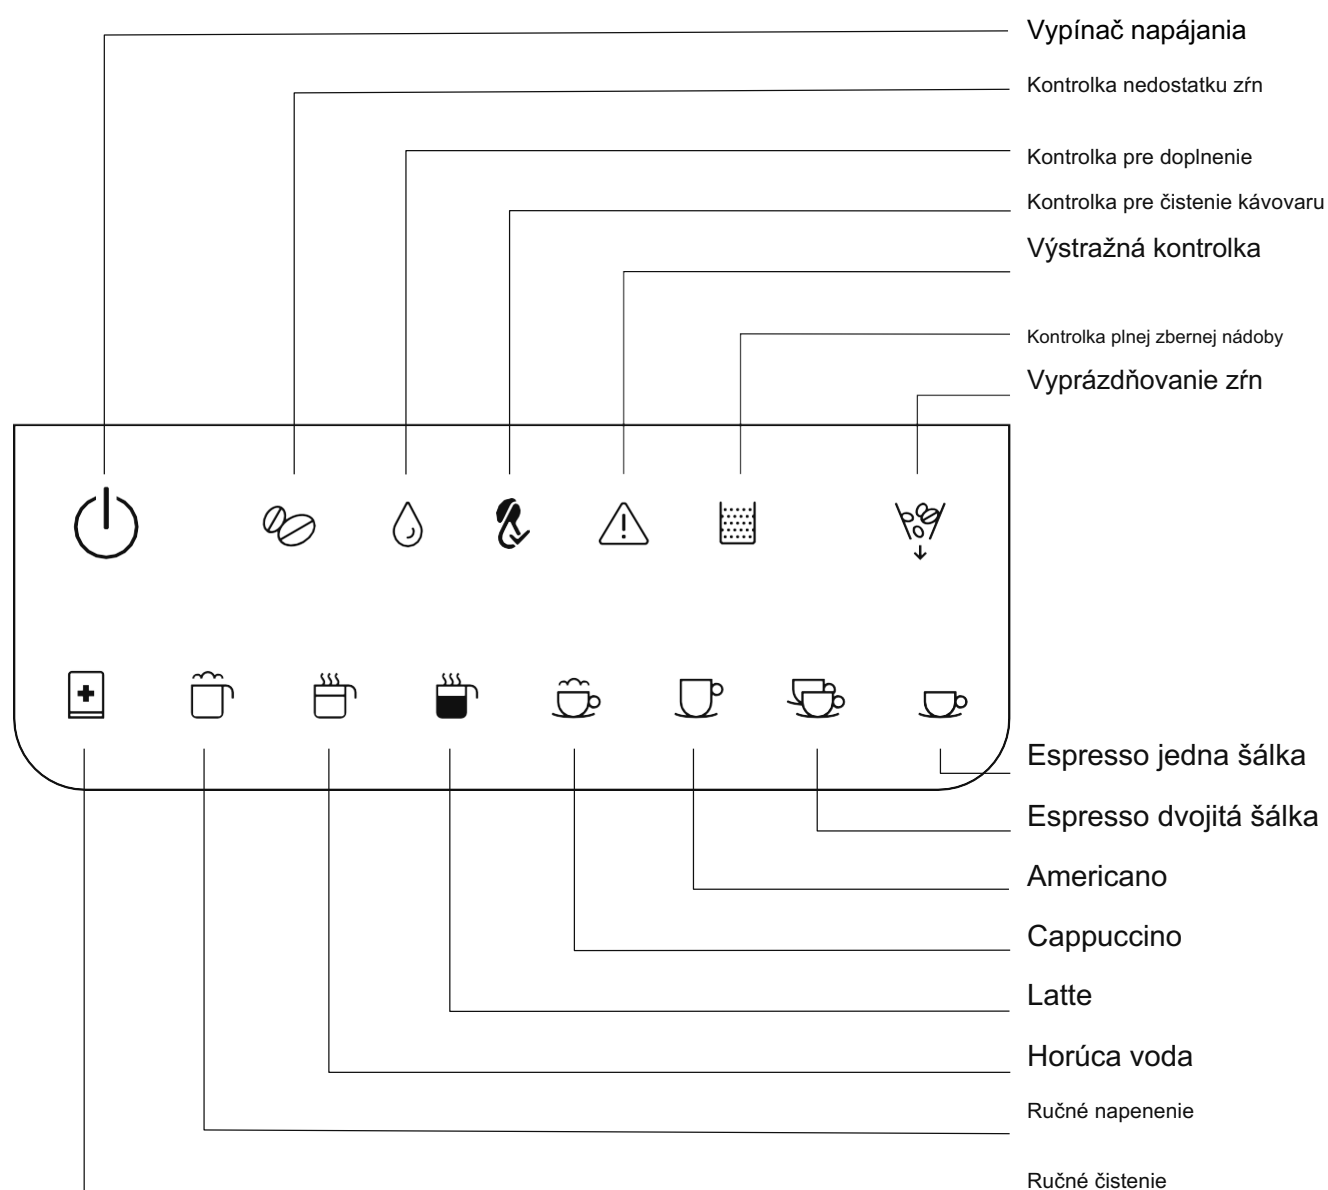 Vypínač napájania
Kontrolka nedostatku zŕn
Kontrolka pre doplnenie
Kontrolka pre čistenie kávovaru
Výstražná kontrolka
Kontrolka plnej zbernej nádoby
Vyprázdňovanie zŕn
Espresso jedna šálka
Espresso dvojitá šálka
Americano
Cappuccino
Latte
Horúca voda
Ručné napenenie
Ručné čistenie